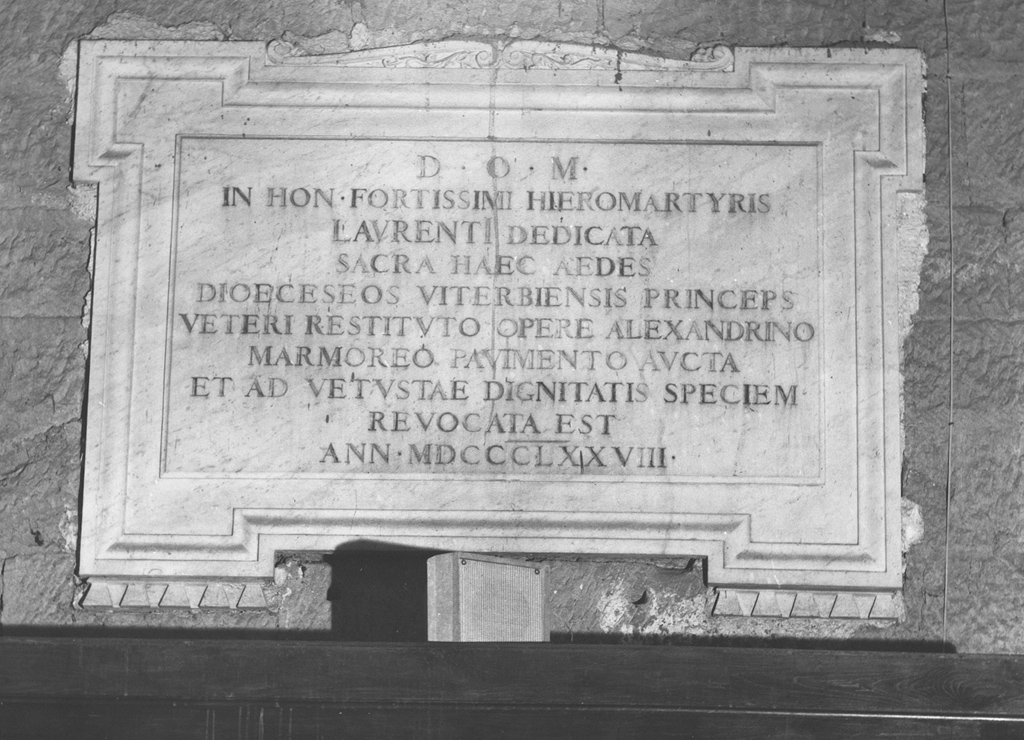 D · O · M ·
IN HON · FORTISSIMI HIEROMARTYRIS
LAVRENTI DEDICATA
SACRA HAEC AEDES
DIOECESEOS VITERBIENSIS PRINCEPS
VETERI RESTITVTO OPERE ALEXANDRINO
MARMOREO PAVIMENTO AVCTA
ET AD VETVSTAE DIGNITATIS SPECIEM
REVOCATA EST
ANN · MDCCCCLXXVIII ·